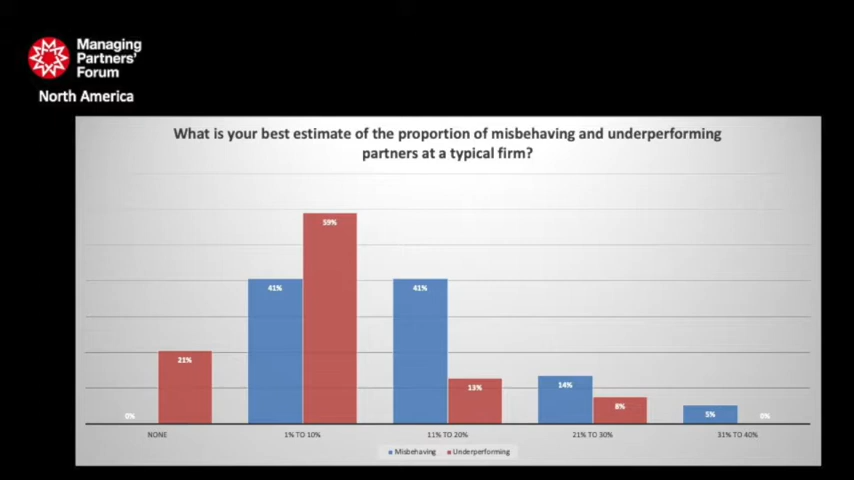 Managing
Partners'
Forum
North America
What is your best estimate of the proportion of misbehaving and underperforming
partners at a typical firm?
59%
41%
41%
21%
13%
14%
8%
5%
0%
0%
NONE
1% TO 10%
11% TO 20%
21% TO 30%
31% TO 40%
Misbehaving
Underperforming